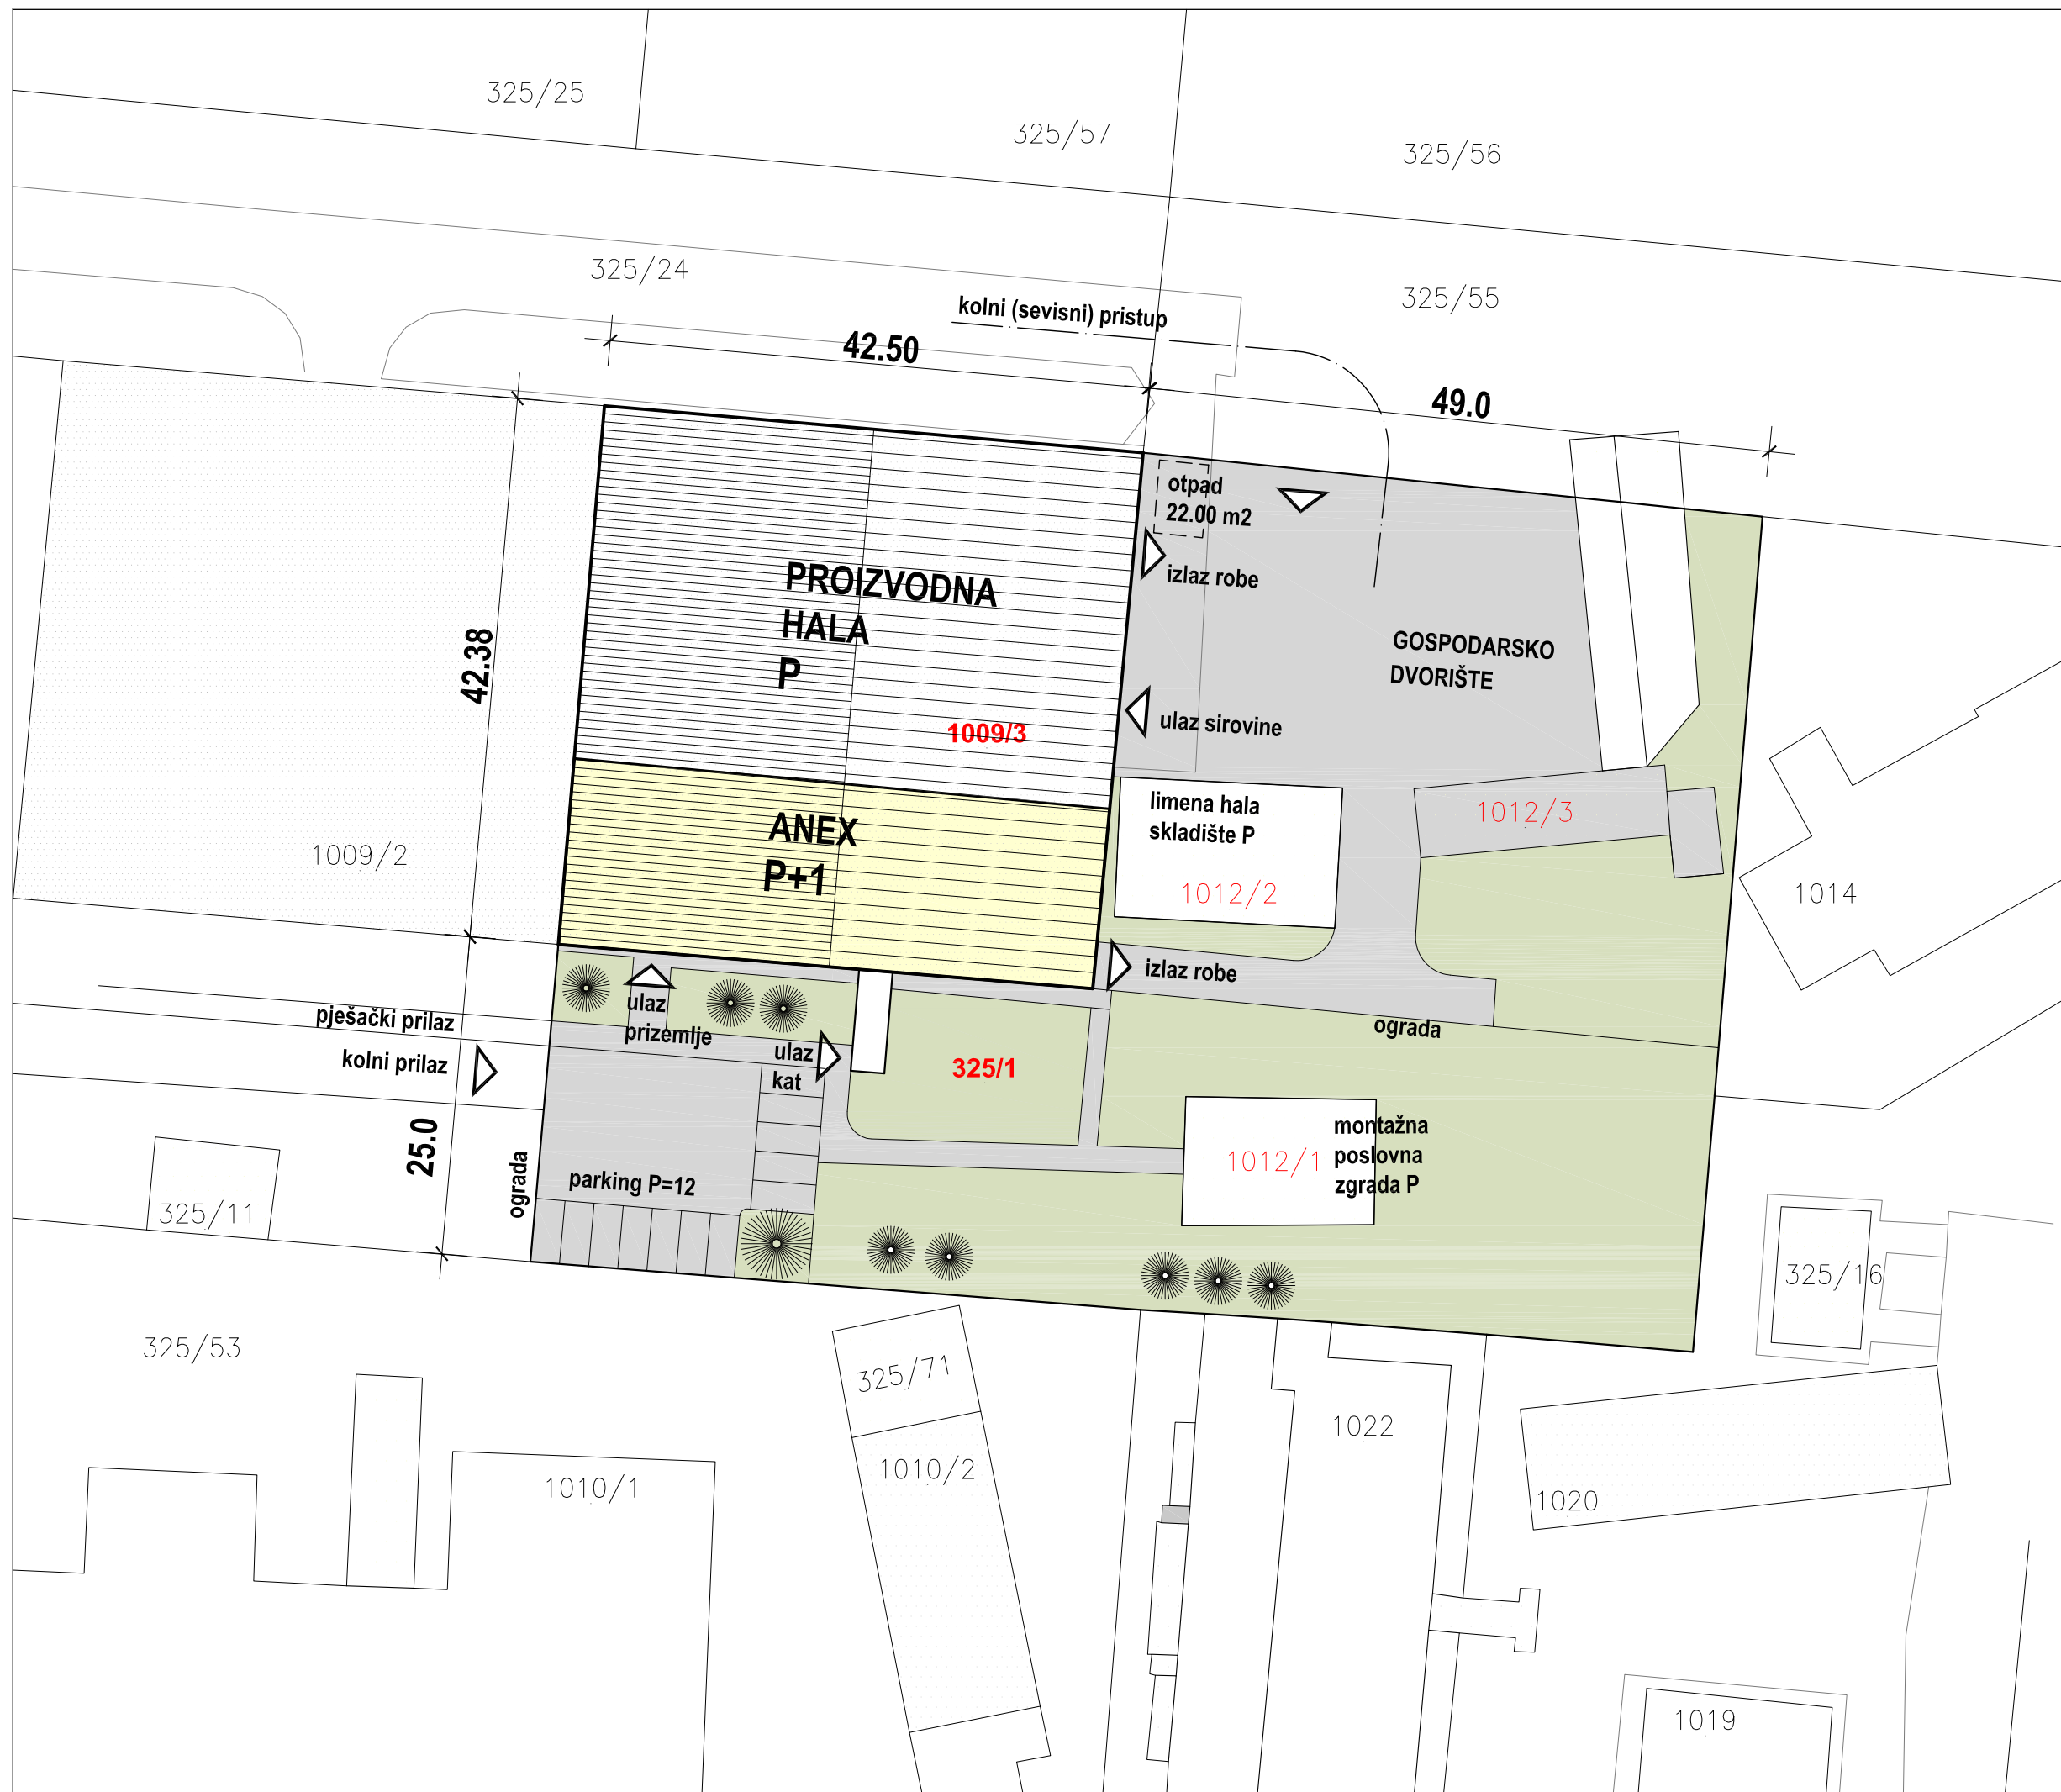 325/25
325/57
325/56
325/24
325/55
kolni (sevisni) pristup
42.50
49.0
otpad
22.00 m2
izlaz robe
PROIZVODNA
HALA
P
GOSPODARSKO
DVORIŠTE
42.38
1009/3
ulaz sirovine
limena hala
skladište P
1012/3
ANEX
P+1
1009/2
1012/2
1014
izlaz robe
ulaz
prizemlje
pješački prilaz
kolni prilaz
ograda
ulaz
kat
325/1
25.0
montažna
poslovna
zgrada P
1012/1
ograda
parking P=12
325/11
325/16
325/53
325/71
1022
1010/2
1010/1
1020
1019